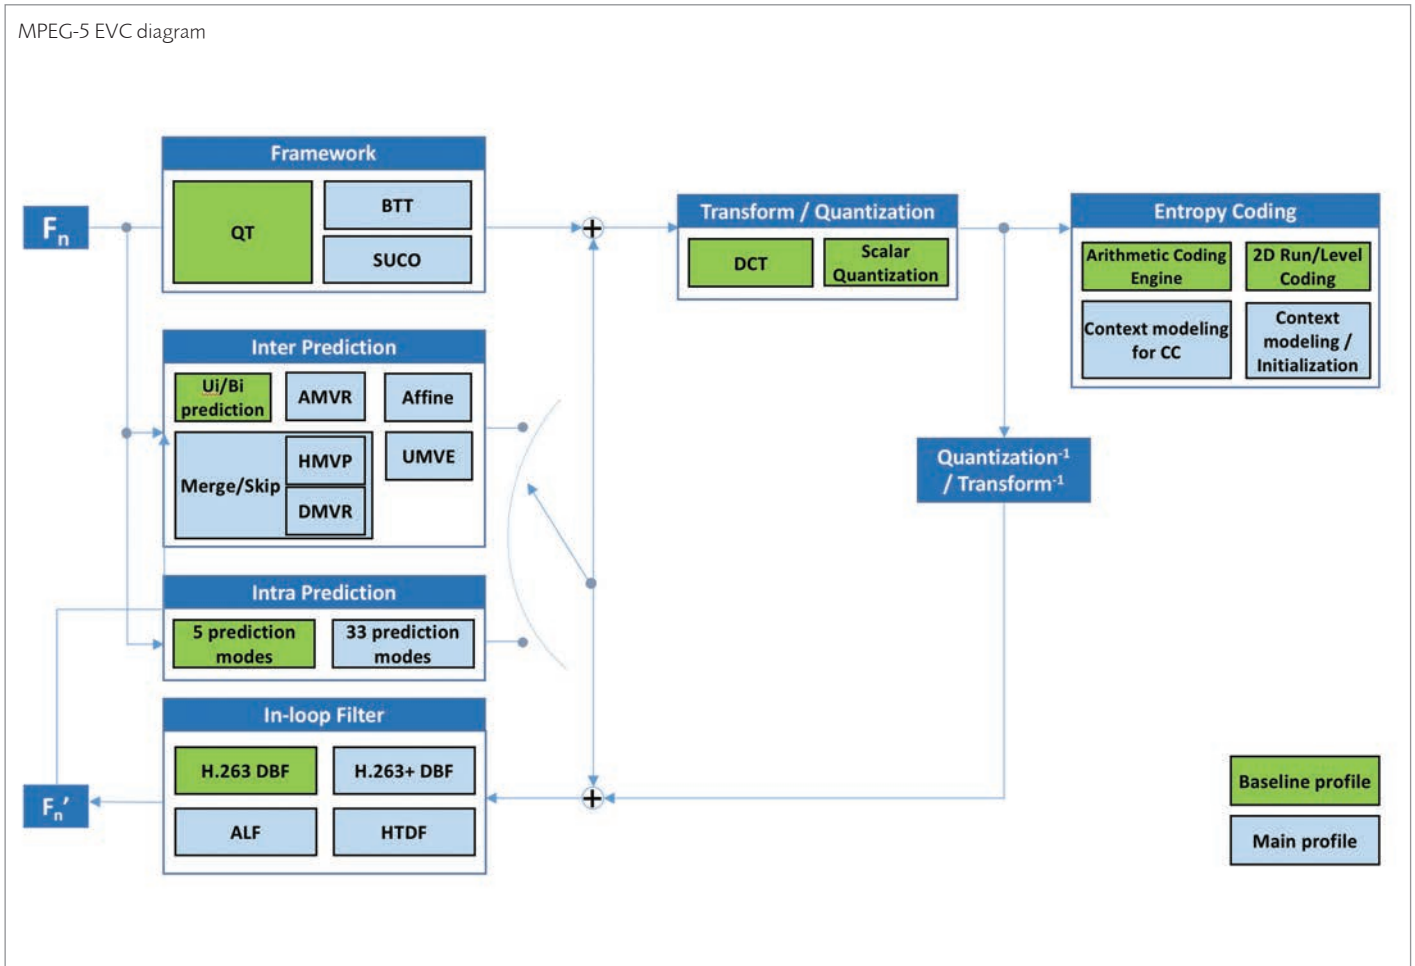 MPEG-5 EVC diagram
Framework
QT
BTT
SUCO
Fn
Transform / Quantization
DCT
Scalar
Quantization
Entropy Coding
Arithmetic Coding
Engine
2D Run/Level
Coding
Context modeling
for CC
Context
modeling /
Initialization
Inter Prediction
Ui/Bi
prediction
AMVR
Affine
Merge/Skip
HMVP
DMVR
UMVE
Quantization-1
/ Transform-1
Intra Prediction
5 prediction
modes
33 prediction
modes
In-loop Filter
H.263 DBF
H.263+ DBF
ALF
HTDF
Fn’
Baseline profile
Main profile